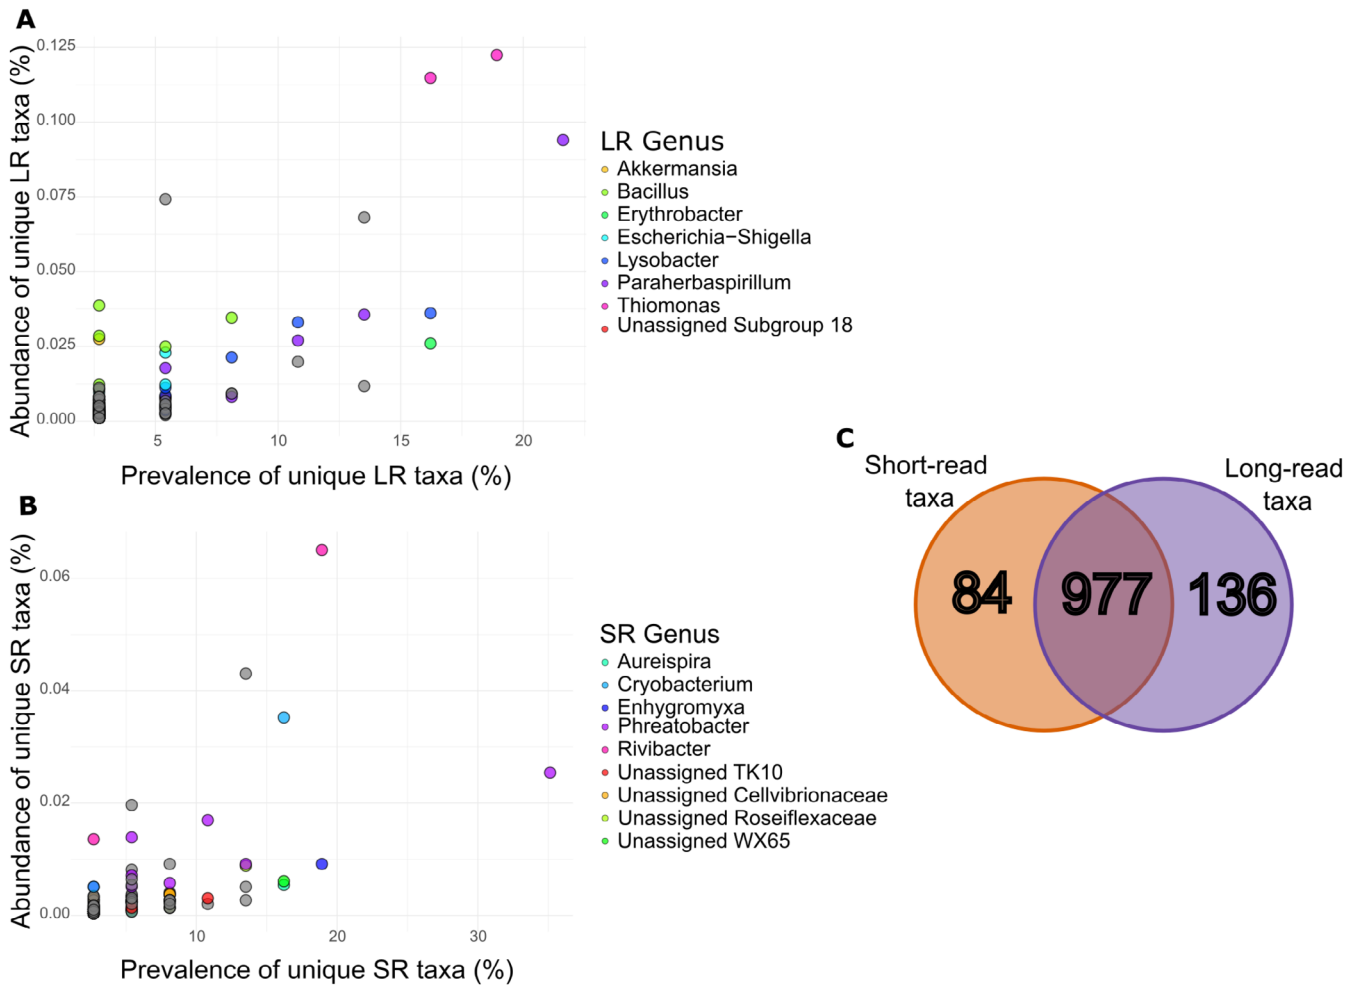 A
Abundance of unique LR taxa (%)
0.125
0.100
0.075
0.050
0.025
0.000
5
10
15
20
Prevalence of unique LR taxa (%)
LR Genus
Akkermansia
Bacillus
Erythrobacter
Escherichia−Shigella
Lysobacter
Paraherbaspirillum
Thiomonas
Unassigned Subgroup 18
B
Abundance of unique SR taxa (%)
0.06
0.04
0.02
0.00
10
20
30
Prevalence of unique SR taxa (%)
SR Genus
Aureispira
Cryobacterium
Enhygromyxa
Phreatobacter
Rivibacter
Unassigned TK10
Unassigned Cellvibrionaceae
Unassigned Roseiflexaceae
Unassigned WX65
C
Short-read
taxa
Long-read
taxa
84
977
136